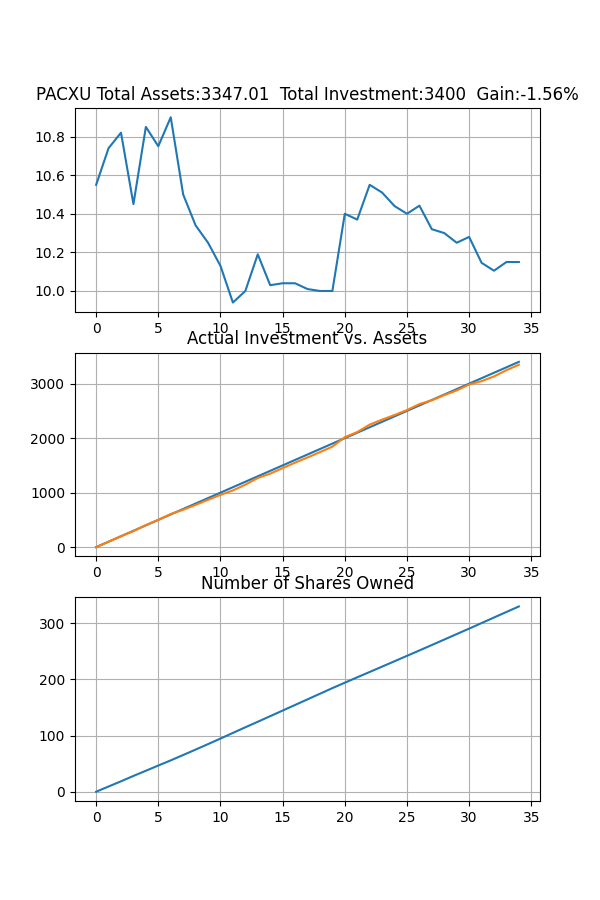 PACXU Total Assets:3347.01  Total Investment:3400  Gain:-1.56%
10.8
10.6
10.4
10.2
10.0
0 5 10 15 20 25 30 35
Actual Investment vs. Assets
3000
2000
1000
0
0 5 10 15 20 25 30 35
Number of Shares Owned
300
200
100
0
0 5 10 15 20 25 30 35